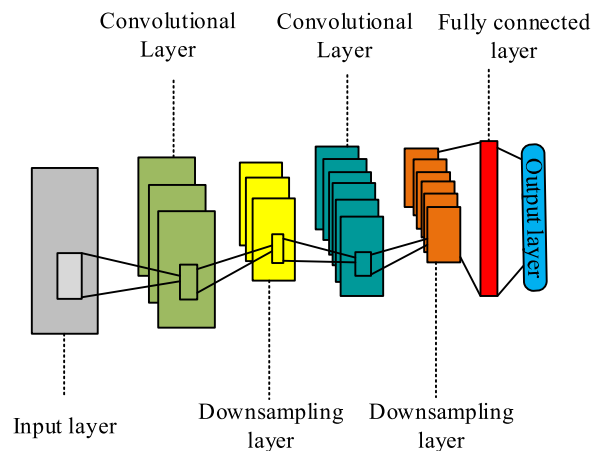 Convolutional
Layer
Convolutional
Layer
Fully connected
layer
Output layer
Input layer
Downsampling
layer
Downsampling
layer